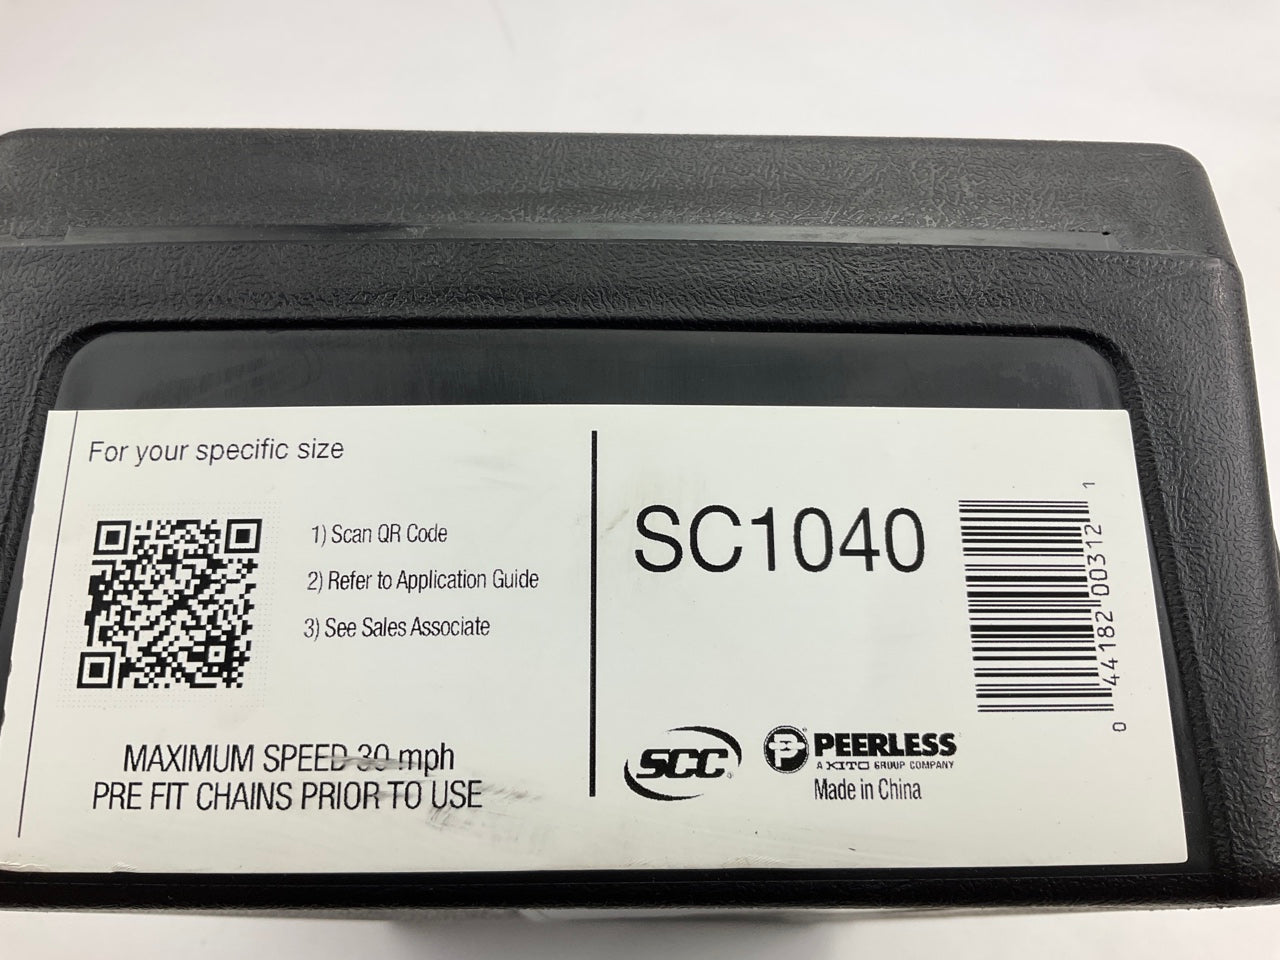 For your specific size
1) Scan QR Code
2) Refer to Application Guide
3) See Sales Associate
MAXIMUM SPEED 30 mph
PRE FIT CHAINS PRIOR TO USE
SC1040
0 44182 00312 1
SCC®
PEERLESS
A KITO GROUP COMPANY
Made in China